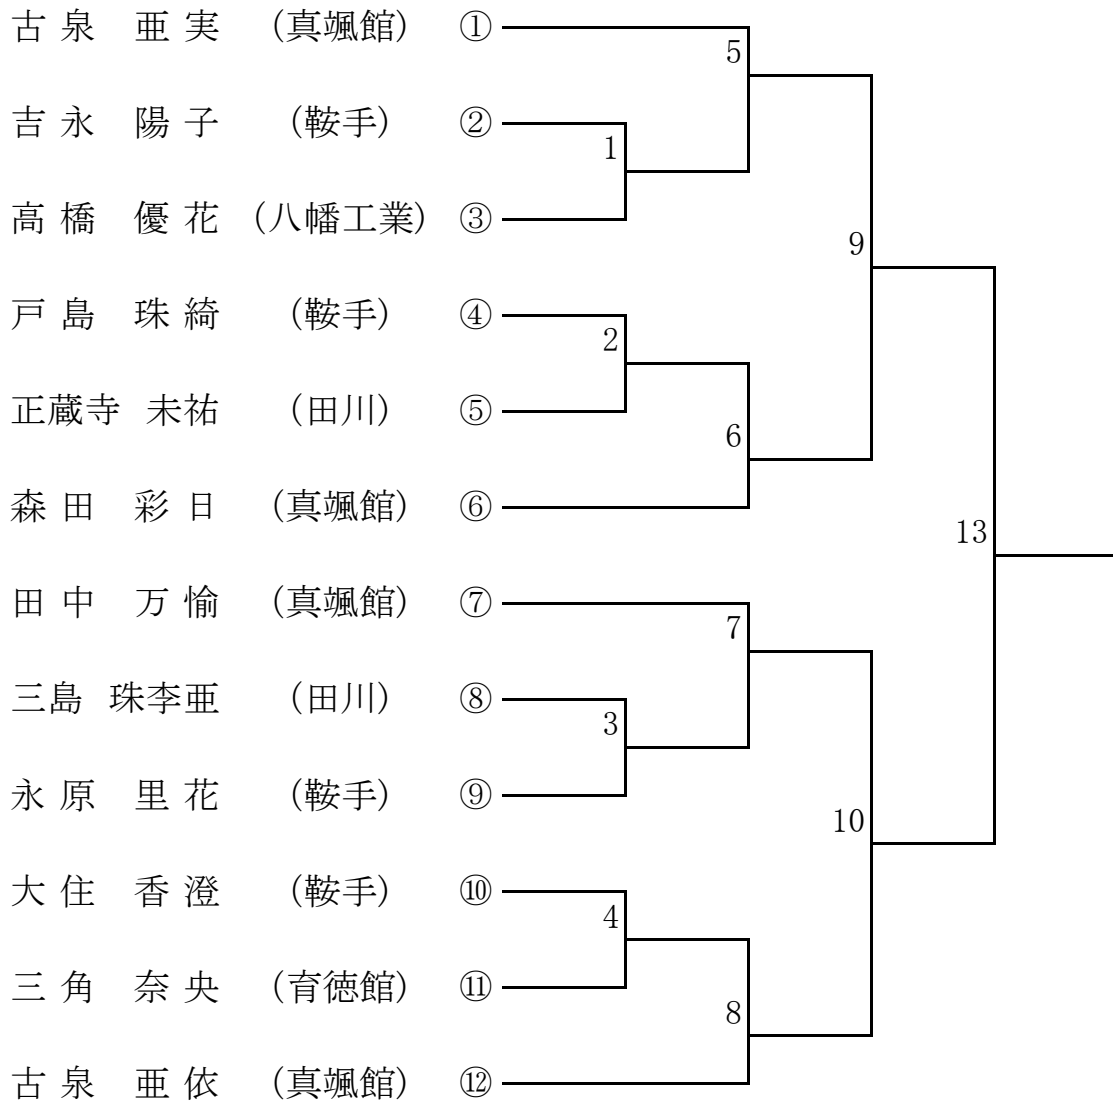 古泉 亜実 (真颯館) ①
5
吉永 陽子 (鞍手) ②
1
高橋 優花 (八幡工業) ③
9
戸島 珠綺 (鞍手) ④
2
正蔵寺 未祐 (田川) ⑤
6
森田 彩日 (真颯館) ⑥
13
田中 万愉 (真颯館) ⑦
7
三島 珠李亜 (田川) ⑧
3
永原 里花 (鞍手) ⑨
10
大住 香澄 (鞍手) ⑩
4
三角 奈央 (育徳館) ⑪
8
古泉 亜依 (真颯館) ⑫